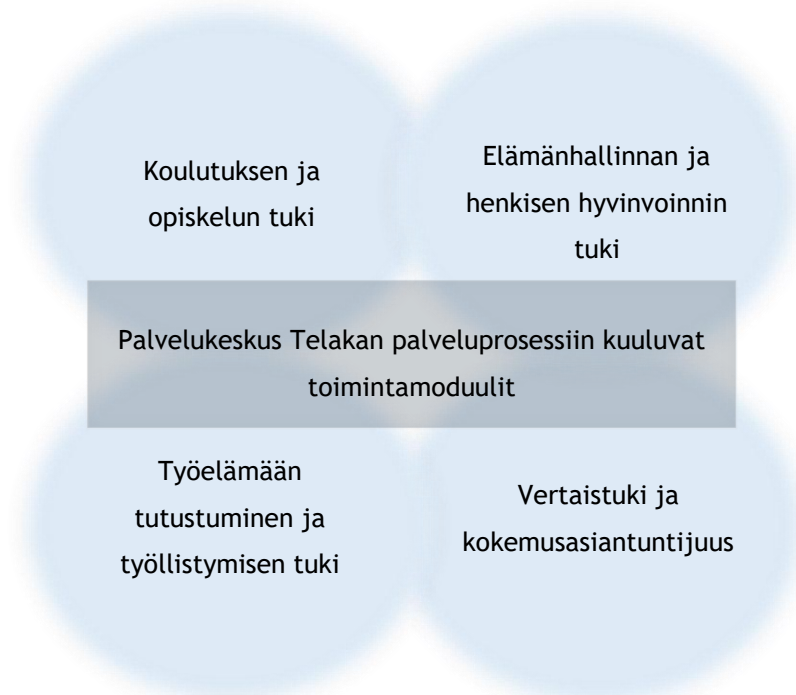 Koulutuksen ja
opiskelun tuki
Elämänhallinnan ja
henkisen hyvinvoinnin
tuki
Palvelukeskus Telakan palveluprosessiin kuuluvat
toimintamoduulit
Työelämään
tutustuminen ja
työllistymisen tuki
Vertaistuki ja
kokemusasiantuntijuus